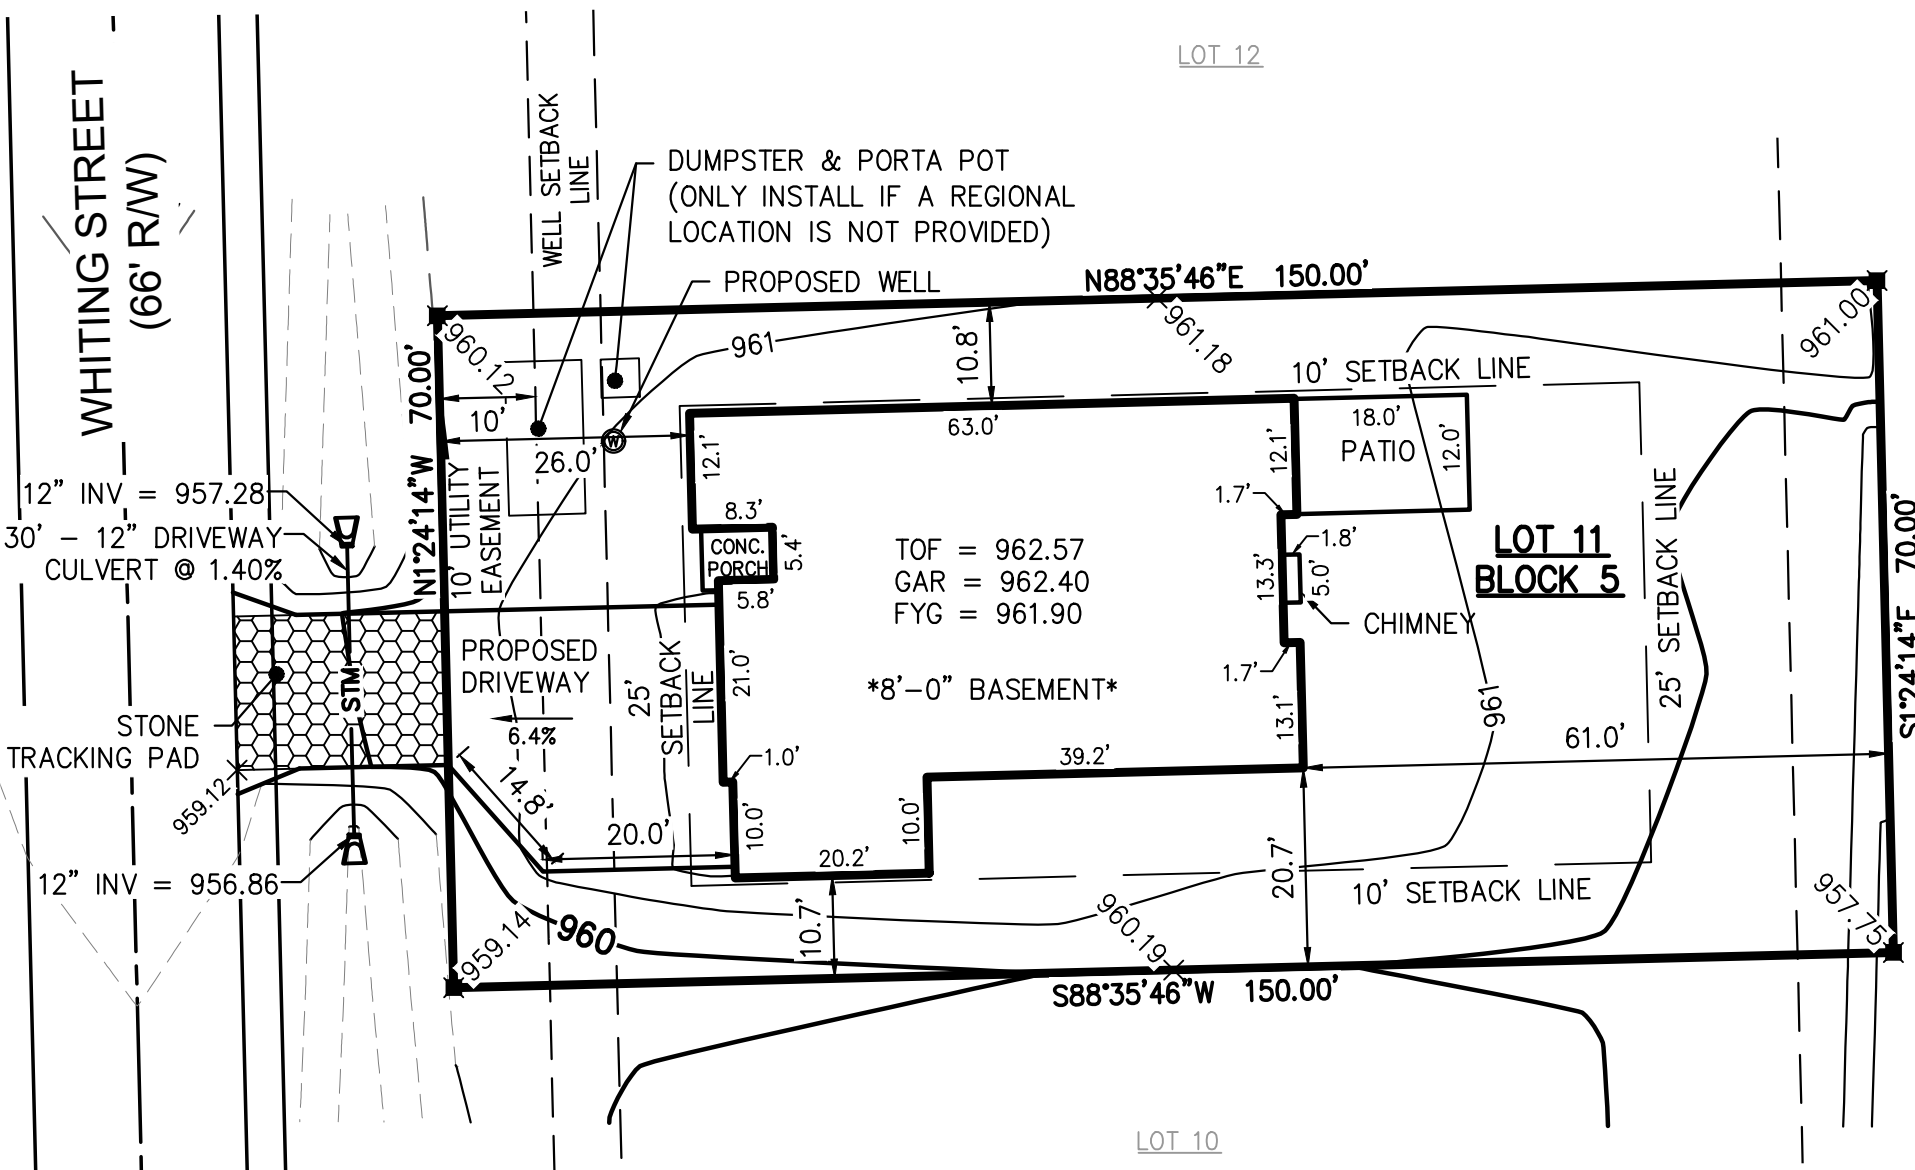 LOT 12
WHITING STREET
(66' R/W)
WELL SETBACK
LINE
DUMPSTER & PORTA POT
(ONLY INSTALL IF A REGIONAL
LOCATION IS NOT PROVIDED)
PROPOSED WELL
N88°35'46"E 150.00'
960.12
961
10.8'
961.18
961.00
10' SETBACK LINE
N1°24'14"W 70.00'
10'
26.0'
W
63.0'
12.1'
12.1'
18.0'
PATIO
12.0'
10' UTILITY
EASEMENT
12" INV = 957.28
30' – 12" DRIVEWAY
CULVERT @ 1.40%
8.3'
CONC.
PORCH
5.4'
5.8'
1.7'
1.8'
13.3'
5.0'
CHIMNEY
TOF = 962.57
GAR = 962.40
FYG = 961.90
*8'-0" BASEMENT*
LOT 11
BLOCK 5
25' SETBACK LINE
S1°24'14"E 70.00'
PROPOSED
DRIVEWAY
6.4%
25'
SETBACK
LINE
21.0'
1.7'
13.1'
961
61.0'
STM
STONE
TRACKING PAD
959.12
14.8'
1.0'
39.2'
20.0'
10.0'
10.0'
20.2'
20.7'
12" INV = 956.86
10' SETBACK LINE
957.75
959.14
960
10.7'
960.19
S88°35'46"W 150.00'
LOT 10